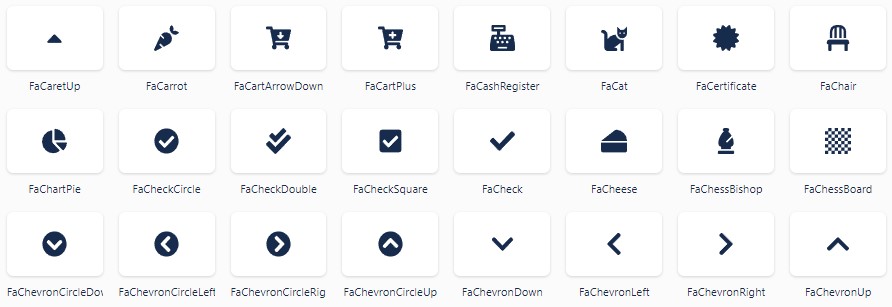 FaCaretUp FaCarrot FaCartArrowDown FaCartPlus FaCashRegister FaCat FaCertificate FaChair
FaChartPie FaCheckCircle FaCheckDouble FaCheckSquare FaCheck FaCheese FaChessBishop FaChessBoard
FaChevronCircleDov FaChevronCircleLeft FaChevronCircleRig FaChevronCircleUp FaChevronDown FaChevronLeft FaChevronRight FaChevronUp